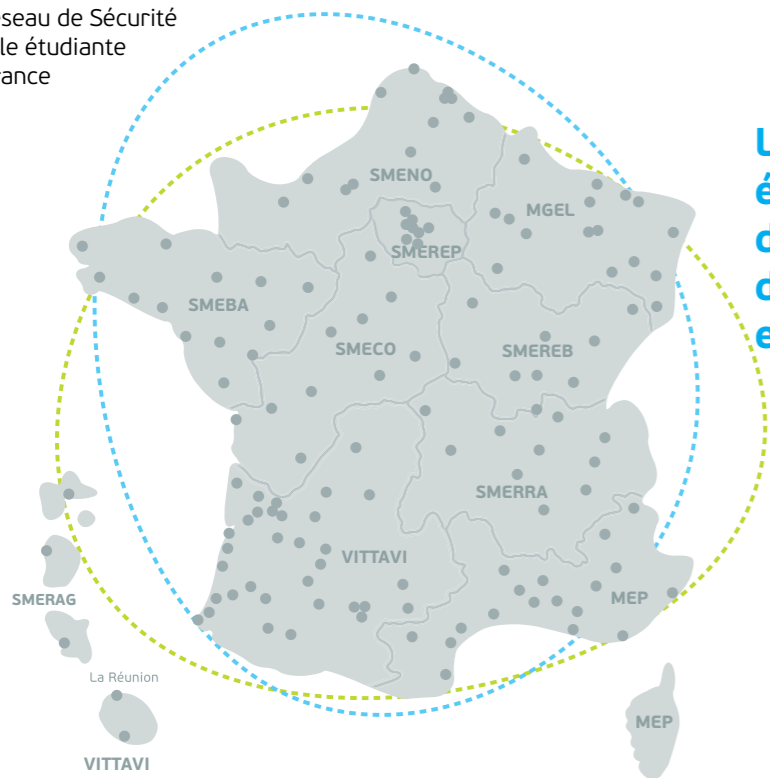 seau de Sécurité
le étudiante
rance
SMENO
MGEL
SMEREP
SMEBA
SMECO
SMEREB
SMERRA
VITTAVI
SMERAG
MEP
La Réunion
VITTAVI
MEP